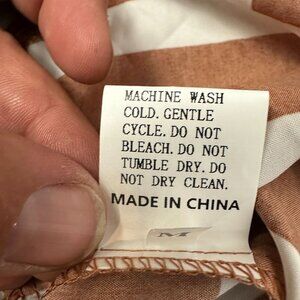 MACHINE WASH
COLD. GENTLE
CYCLE. DO NOT
BLEACH. DO NOT
TUMBLE DRY. DO
NOT DRY CLEAN.
MADE IN CHINA
M